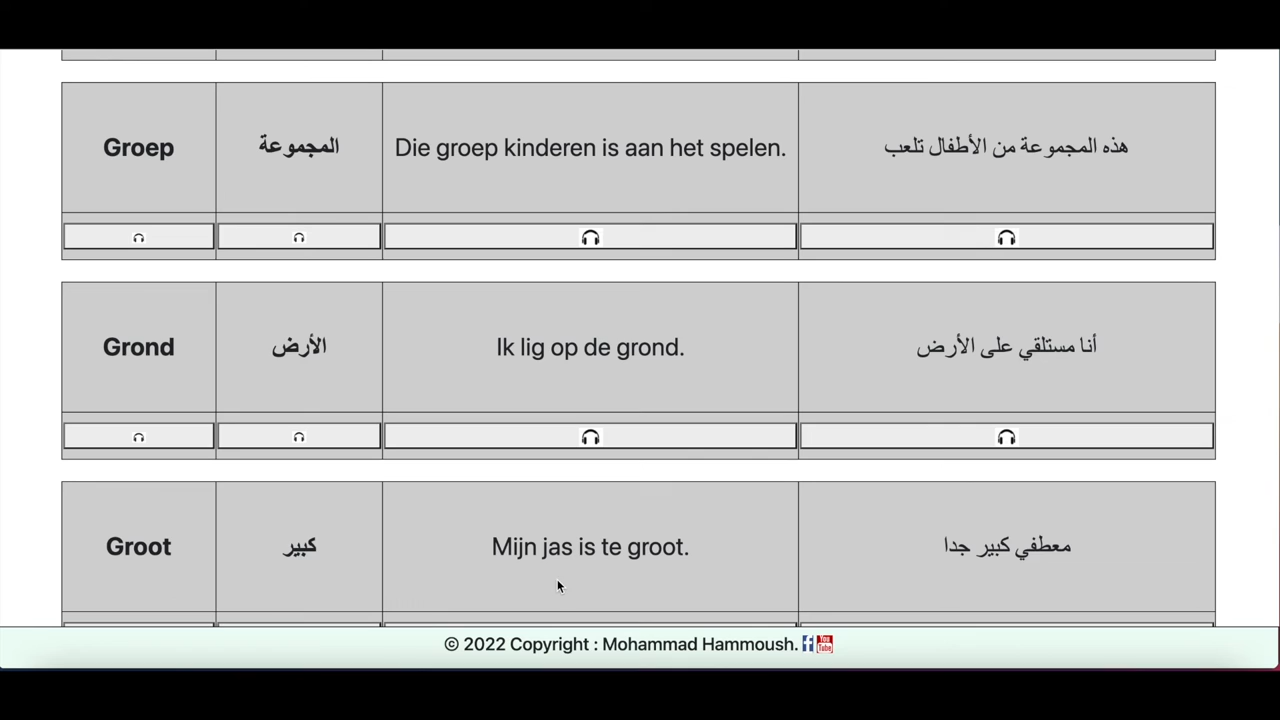 Groep
المجموعة
Die groep kinderen is aan het spelen.
هذه المجموعة من الأطفال تلعب
Grond
الأرض
Ik lig op de grond.
أنا مستلقي على الأرض
Groot
كبير
Mijn jas is te groot.
معطفي كبير جدا
© 2022 Copyright : Mohammad Hammoush. f You Tube